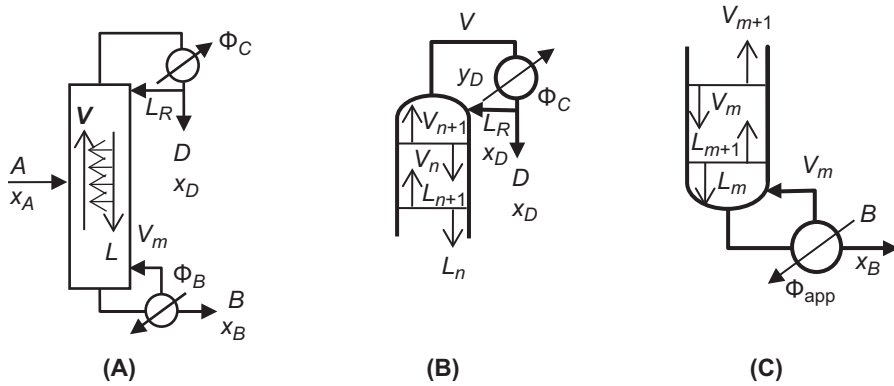 Φ_C
V
L_R
A
x_A
D
x_D
L
V_m
Φ_B
B
x_B
(A)
V
y_D
Φ_C
V_{n+1}
L_R
x_D
V_n
L_{n+1}
D
x_D
L_n
(B)
V_{m+1}
V_m
L_{m+1}
L_m
V_m
B
x_B
Φ_app
(C)